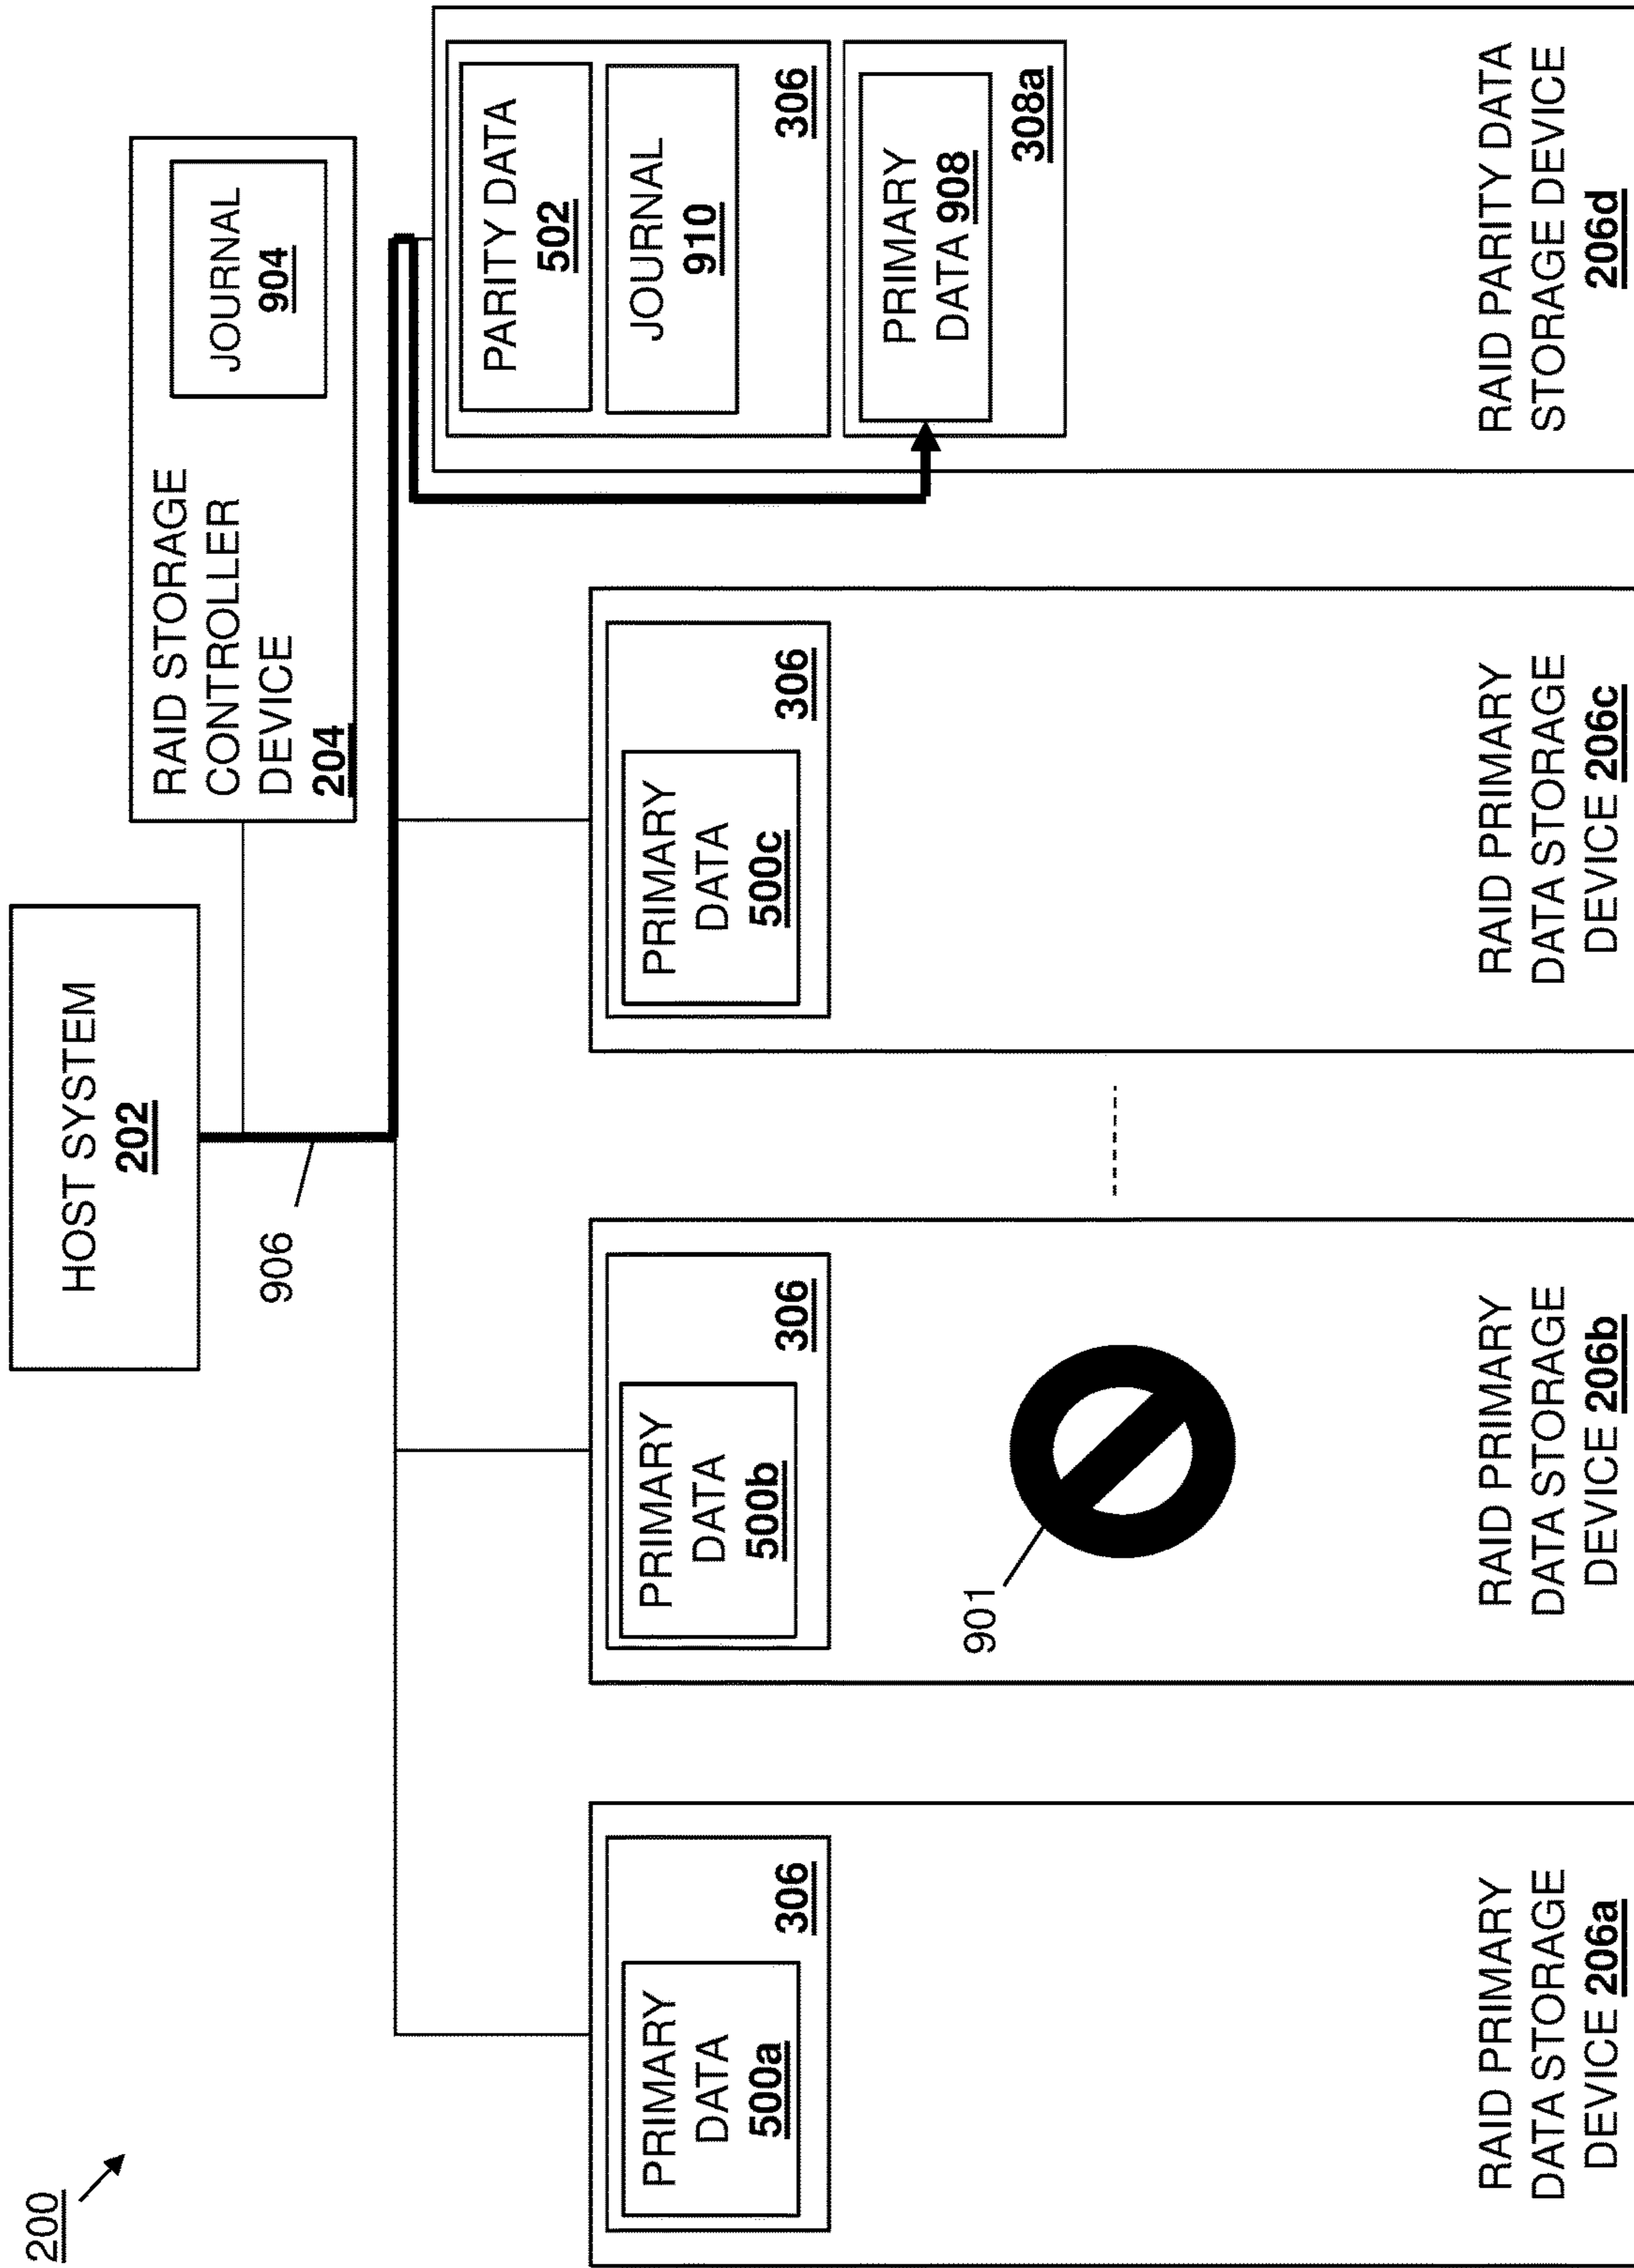 200
HOST SYSTEM
202
906
RAID STORAGE
CONTROLLER
DEVICE
204
JOURNAL
904
PRIMARY
DATA
500a
306
RAID PRIMARY
DATA STORAGE
DEVICE 206a
PRIMARY
DATA
500b
306
901
RAID PRIMARY
DATA STORAGE
DEVICE 206b
PRIMARY
DATA
500c
306
RAID PRIMARY
DATA STORAGE
DEVICE 206c
PARITY DATA
502
JOURNAL
910
306
PRIMARY
DATA 908
308a
RAID PARITY DATA
STORAGE DEVICE
206d